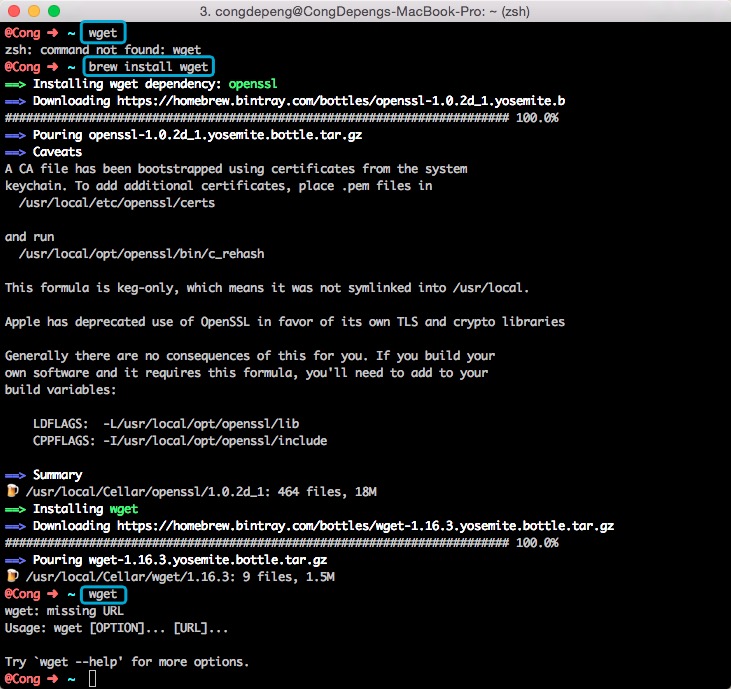 3. congdepeng@CongDepengs-MacBook-Pro: ~ (zsh)
@Cong ➜ ~ wget
zsh: command not found: wget
@Cong ➜ ~ brew install wget
==> Installing wget dependency: openssl
==> Downloading https://homebrew.bintray.com/bottles/openssl-1.0.2d_1.yosemite.b
######################################################################## 100.0%
==> Pouring openssl-1.0.2d_1.yosemite.bottle.tar.gz
==> Caveats
A CA file has been bootstrapped using certificates from the system
keychain. To add additional certificates, place .pem files in
  /usr/local/etc/openssl/certs

and run
  /usr/local/opt/openssl/bin/c_rehash

This formula is keg-only, which means it was not symlinked into /usr/local.

Apple has deprecated use of OpenSSL in favor of its own TLS and crypto libraries

Generally there are no consequences of this for you. If you build your
own software and it requires this formula, you'll need to add to your
build variables:

    LDFLAGS:  -L/usr/local/opt/openssl/lib
    CPPFLAGS: -I/usr/local/opt/openssl/include

==> Summary
🍺 /usr/local/Cellar/openssl/1.0.2d_1: 464 files, 18M
==> Installing wget
==> Downloading https://homebrew.bintray.com/bottles/wget-1.16.3.yosemite.bottle.tar.gz
######################################################################## 100.0%
==> Pouring wget-1.16.3.yosemite.bottle.tar.gz
🍺 /usr/local/Cellar/wget/1.16.3: 9 files, 1.5M
@Cong ➜ ~ wget
wget: missing URL
Usage: wget [OPTION]... [URL]...

Try `wget --help' for more options.
@Cong ➜ ~